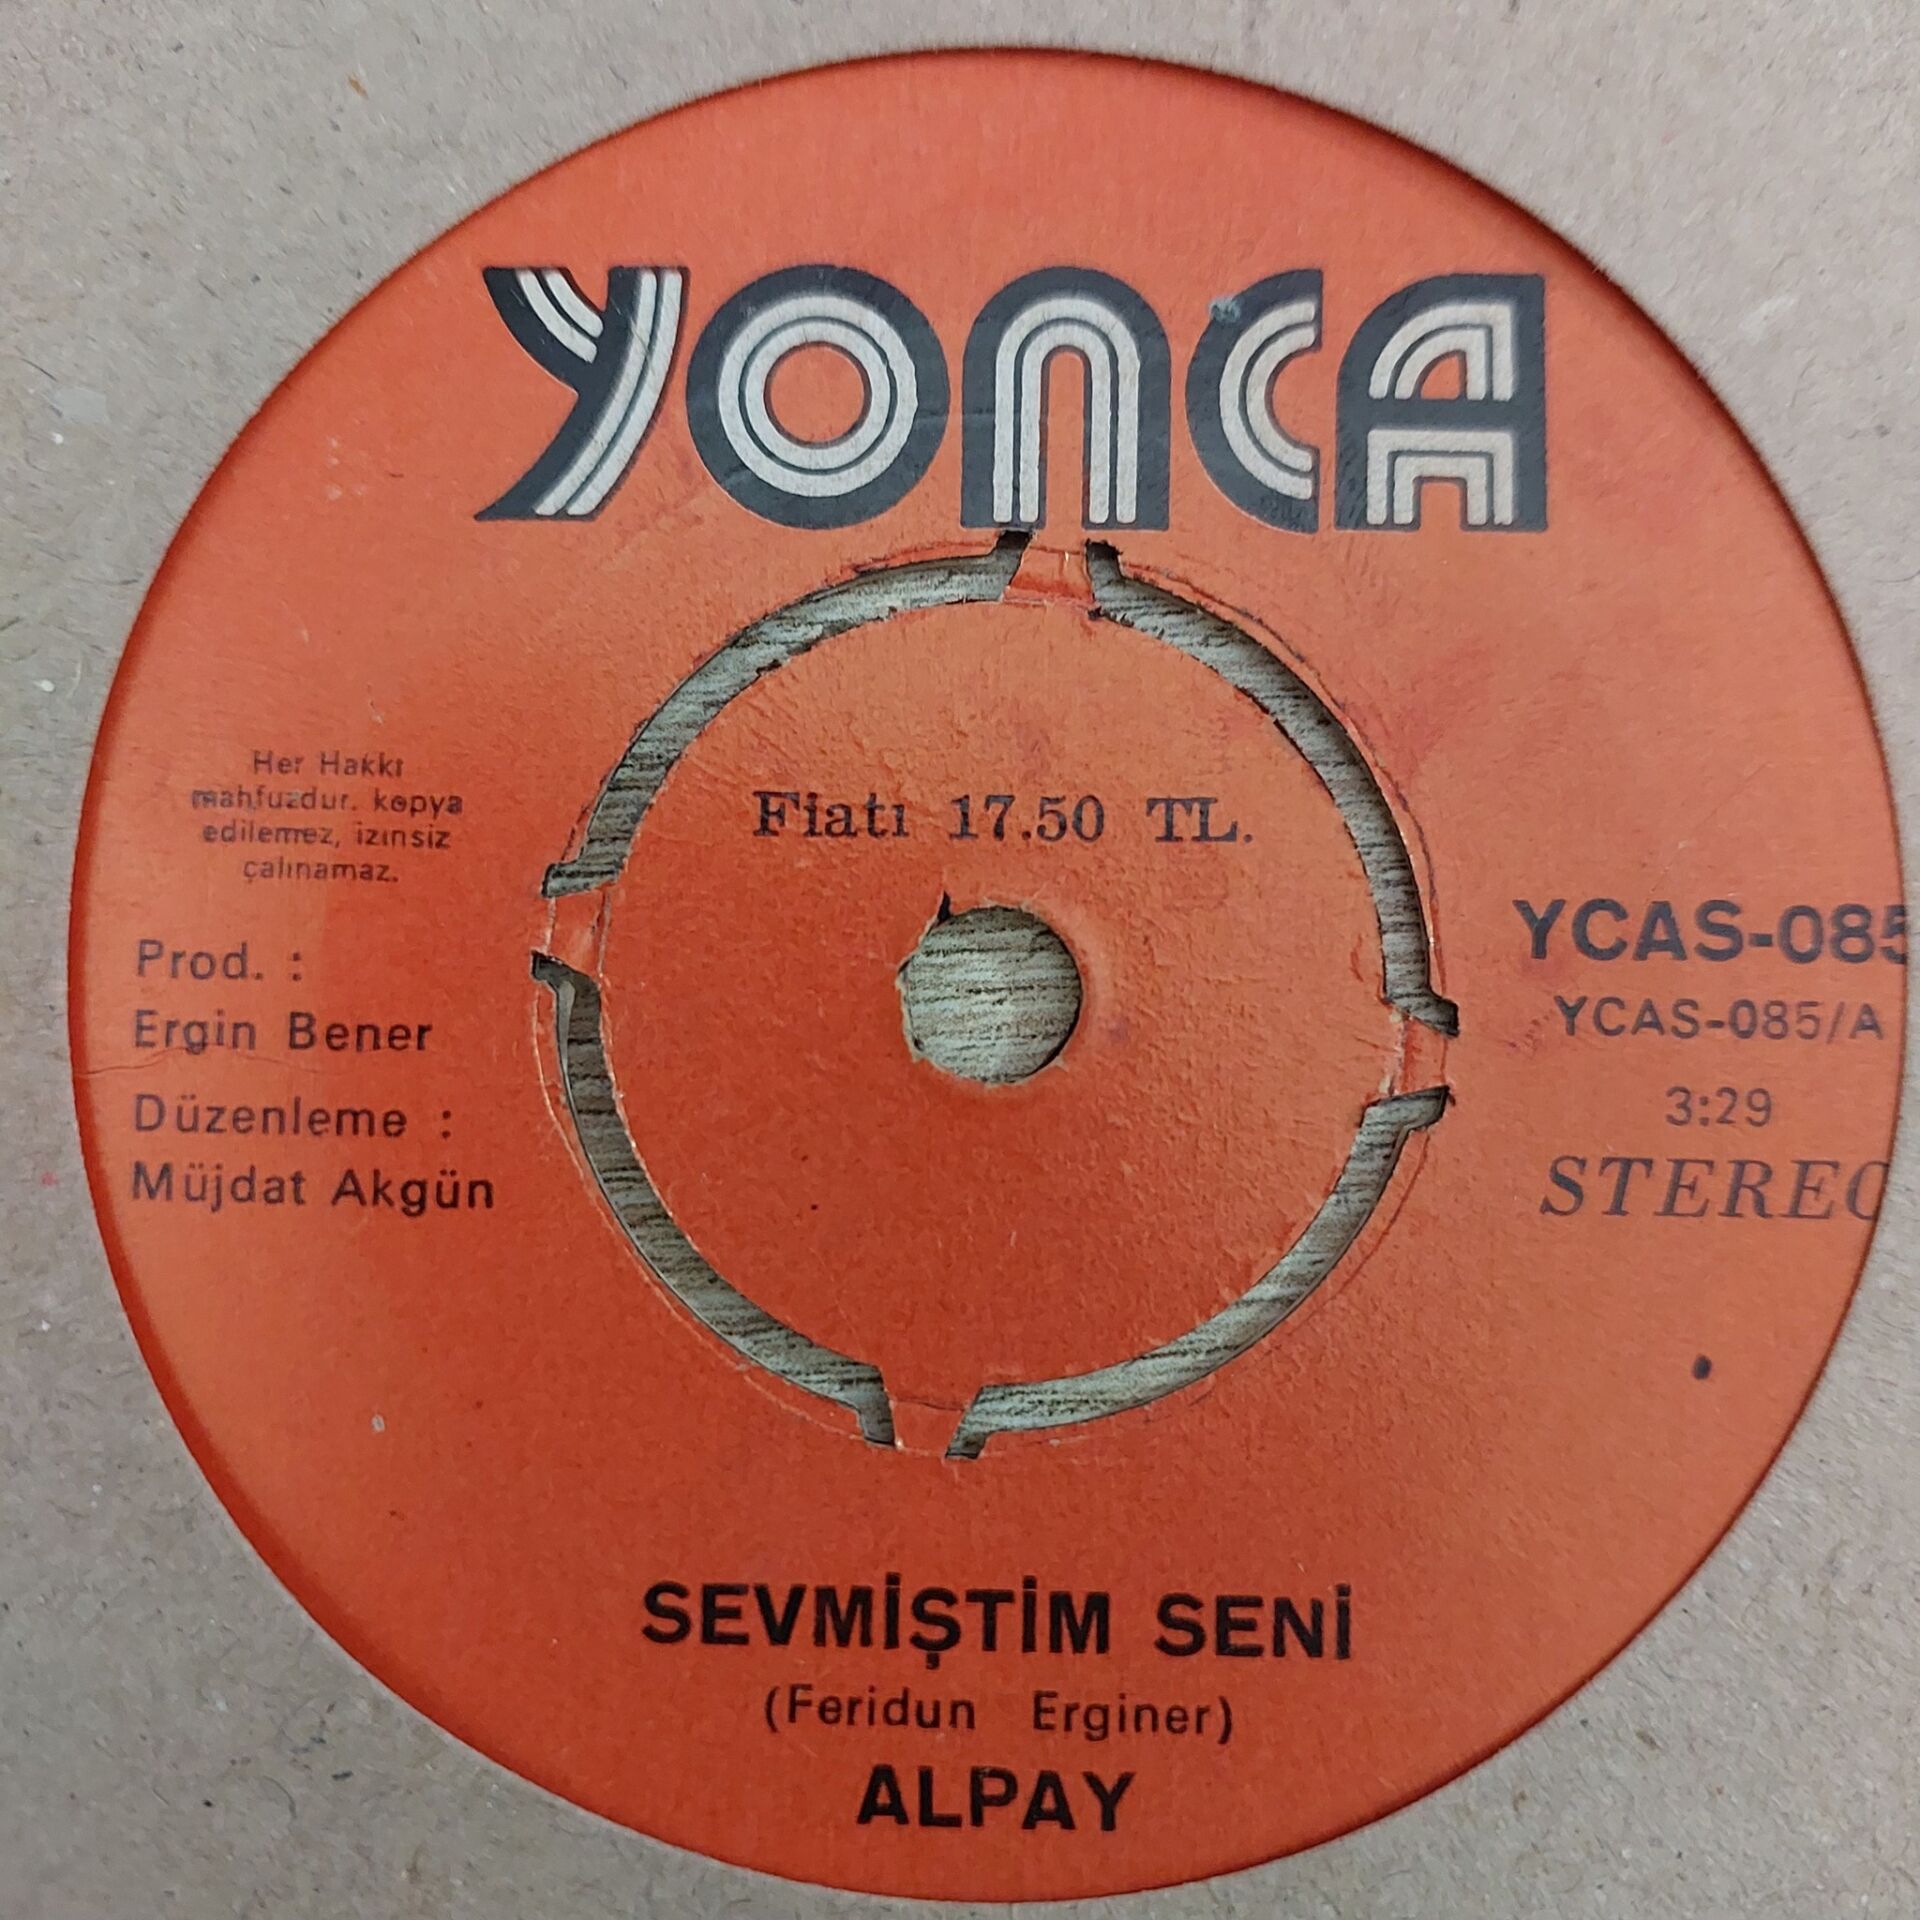 YONCA
Fiatı 17.50 TL.
Her Hakkı
mahfuzdur. kopya
edilemez, izinsiz
çalınamaz.
Prod. :
Ergin Bener
Düzenleme :
Müjdat Akgün
YCAS-085
YCAS-085/A
3:29
STEREO
SEVMİŞTİM SENİ
(Feridun Erginer)
ALPAY